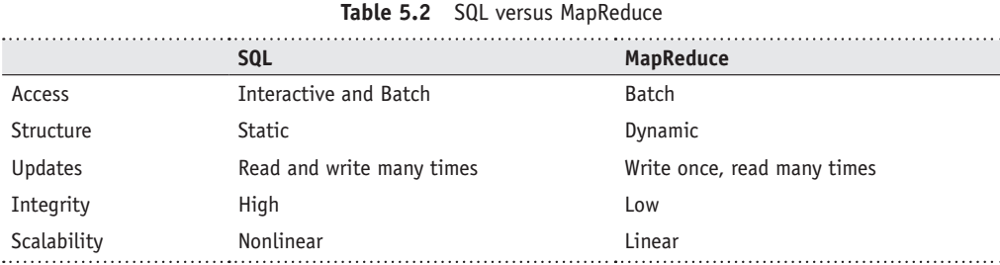 Table 5.2 SQL versus MapReduce
SQL MapReduce
Access Interactive and Batch Batch
Structure Static Dynamic
Updates Read and write many times Write once, read many times
Integrity High Low
Scalability Nonlinear Linear